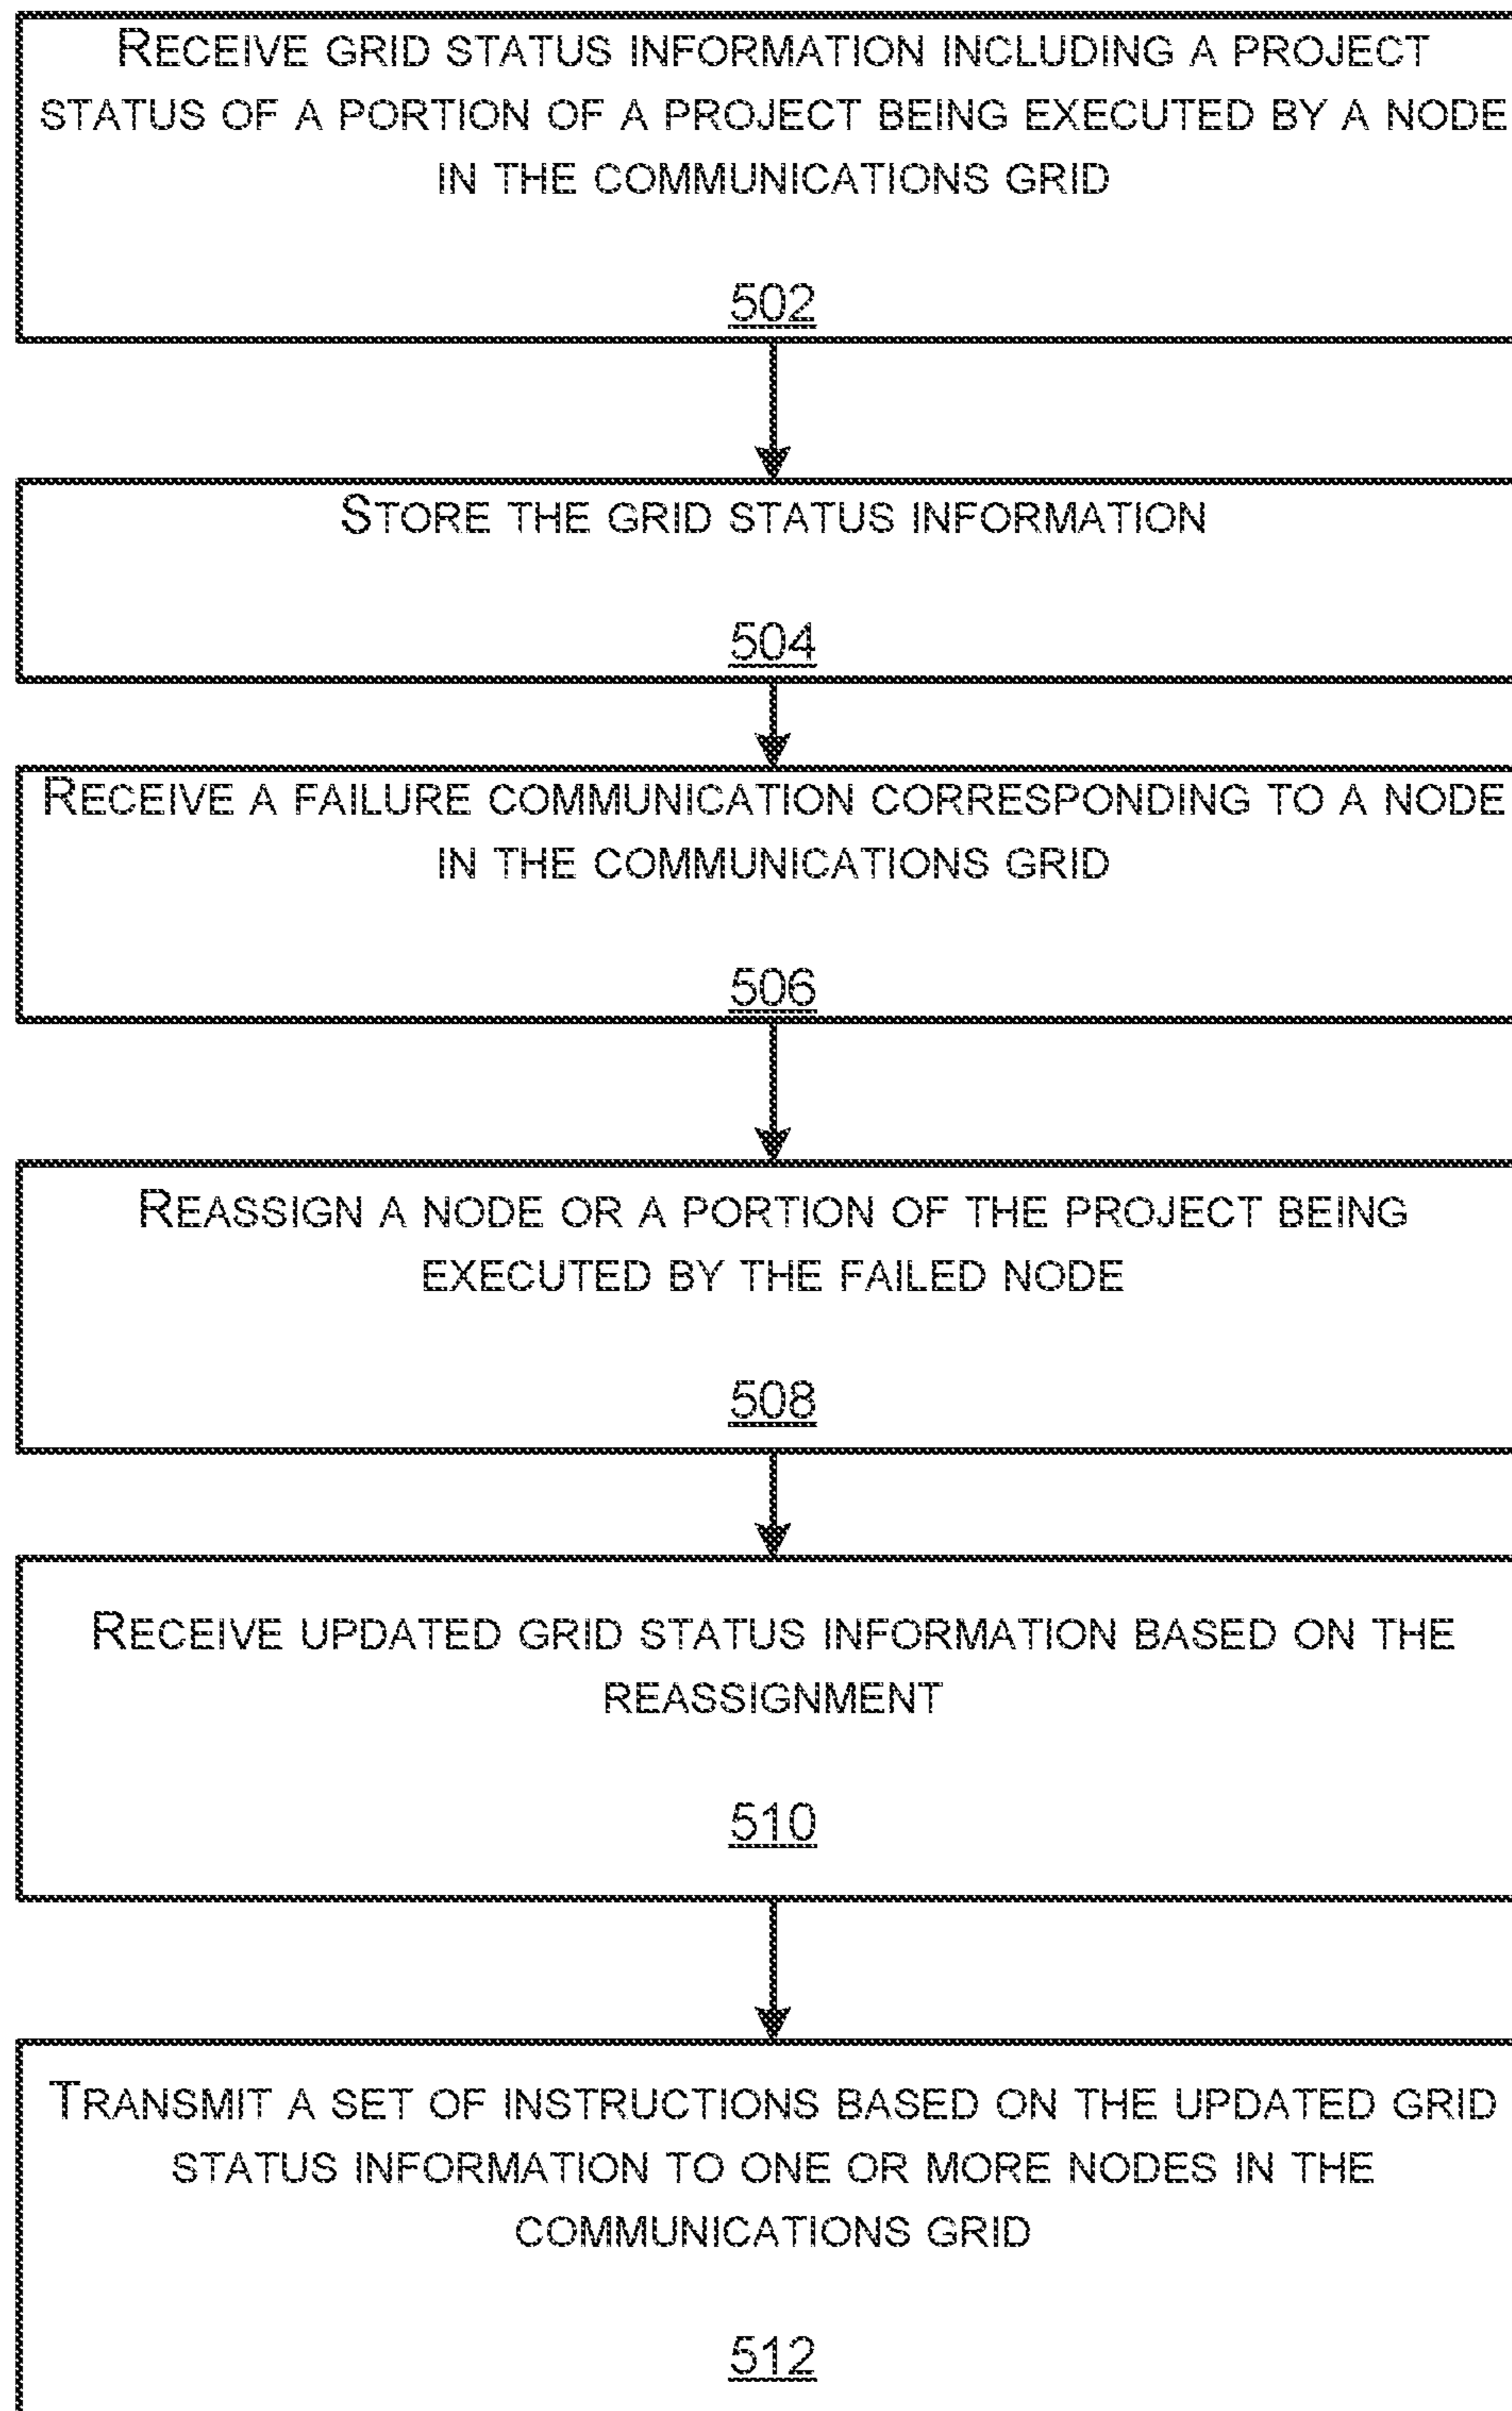 RECEIVE GRID STATUS INFORMATION INCLUDING A PROJECT
STATUS OF A PORTION OF A PROJECT BEING EXECUTED BY A NODE
IN THE COMMUNICATIONS GRID
502
STORE THE GRID STATUS INFORMATION
504
RECEIVE A FAILURE COMMUNICATION CORRESPONDING TO A NODE
IN THE COMMUNICATIONS GRID
506
REASSIGN A NODE OR A PORTION OF THE PROJECT BEING
EXECUTED BY THE FAILED NODE
508
RECEIVE UPDATED GRID STATUS INFORMATION BASED ON THE
REASSIGNMENT
510
TRANSMIT A SET OF INSTRUCTIONS BASED ON THE UPDATED GRID
STATUS INFORMATION TO ONE OR MORE NODES IN THE
COMMUNICATIONS GRID
512